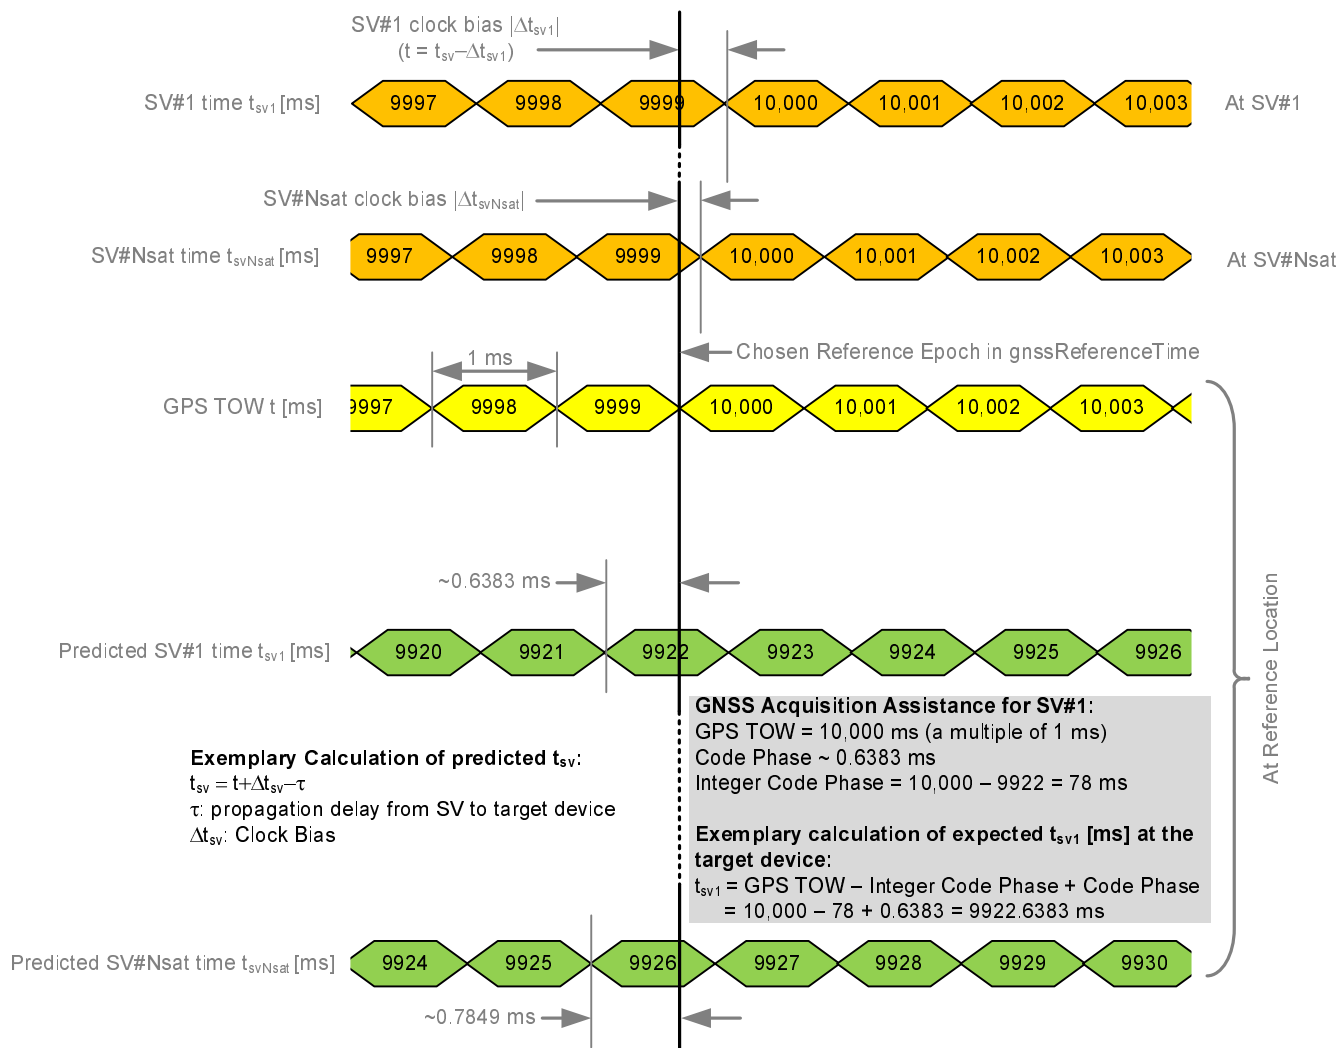 SV#1 clock bias |Δtsv1|
(t = tsv−Δtsv1)
SV#1 time tsv1 [ms]
9997 9998 9999 10,000 10,001 10,002 10,003
At SV#1
SV#Nsat clock bias |ΔtsvNsat|
SV#Nsat time tsvNsat [ms]
9997 9998 9999 10,000 10,001 10,002 10,003
At SV#Nsat
1 ms
Chosen Reference Epoch in gnssReferenceTime
GPS TOW t [ms]
9997 9998 9999 10,000 10,001 10,002 10,003
~0.6383 ms
Predicted SV#1 time tsv1 [ms]
9920 9921 9922 9923 9924 9925 9926
At Reference Location
Exemplary Calculation of predicted tsv:
tsv = t+Δtsv−τ
τ: propagation delay from SV to target device
Δtsv: Clock Bias
GNSS Acquisition Assistance for SV#1:
GPS TOW = 10,000 ms (a multiple of 1 ms)
Code Phase ~ 0.6383 ms
Integer Code Phase = 10,000 – 9922 = 78 ms
Exemplary calculation of expected tsv1 [ms] at the
target device:
tsv1 = GPS TOW – Integer Code Phase + Code Phase
= 10,000 – 78 + 0.6383 = 9922.6383 ms
Predicted SV#Nsat time tsvNsat [ms]
9924 9925 9926 9927 9928 9929 9930
~0.7849 ms